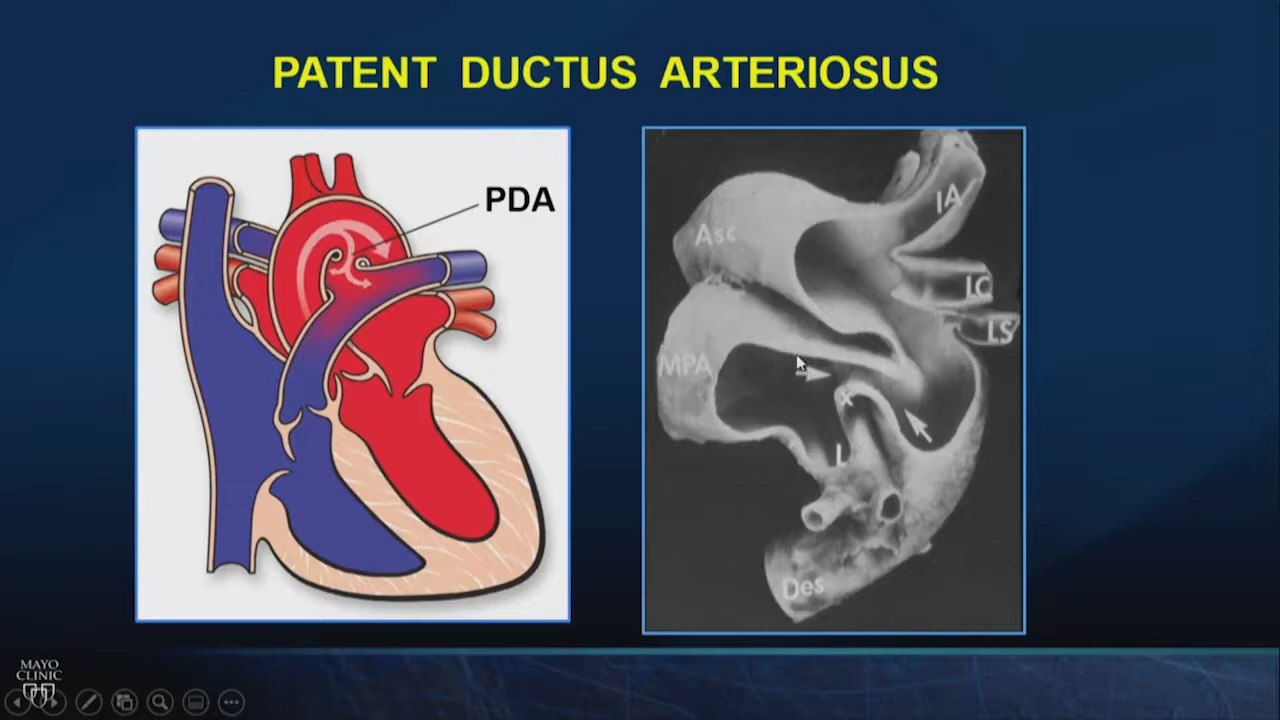 PATENT DUCTUS ARTERIOSUS
PDA
IA
Asc
LC
LS
MPA
L
Des
MAYO
CLINIC